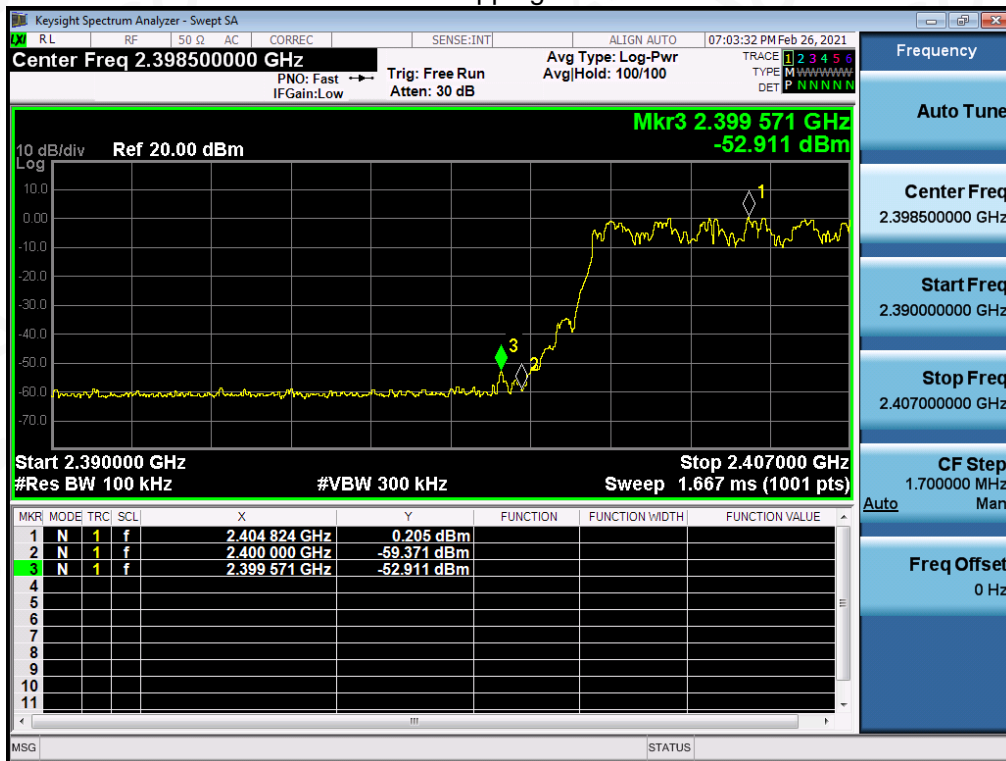 Keysight Spectrum Analyzer - Swept SA
LXI RL RF 50 Ω AC CORREC SENSE:INT ALIGN AUTO 07:03:32 PM Feb 26, 2021
Center Freq 2.398500000 GHz
PNO: Fast
IFGain:Low
Trig: Free Run
Atten: 30 dB
Avg Type: Log-Pwr
Avg|Hold: 100/100
TRACE 1 2 3 4 5 6
TYPE M WWWWW
DET P N N N N N
Mkr3 2.399 571 GHz
-52.911 dBm
10 dB/div Ref 20.00 dBm
Log
10.0
0.00
-10.0
-20.0
-30.0
-40.0
-50.0
-60.0
-70.0
1
2
3
Start 2.390000 GHz Stop 2.407000 GHz
#Res BW 100 kHz #VBW 300 kHz Sweep 1.667 ms (1001 pts)
MKR MODE TRC SCL X Y FUNCTION FUNCTION WIDTH FUNCTION VALUE
1 N 1 f 2.404 824 GHz 0.205 dBm
2 N 1 f 2.400 000 GHz -59.371 dBm
3 N 1 f 2.399 571 GHz -52.911 dBm
4
5
6
7
8
9
10
11
MSG STATUS
Frequency
Auto Tune
Center Freq
2.398500000 GHz
Start Freq
2.390000000 GHz
Stop Freq
2.407000000 GHz
CF Step
1.700000 MHz
Auto Man
Freq Offset
0 Hz